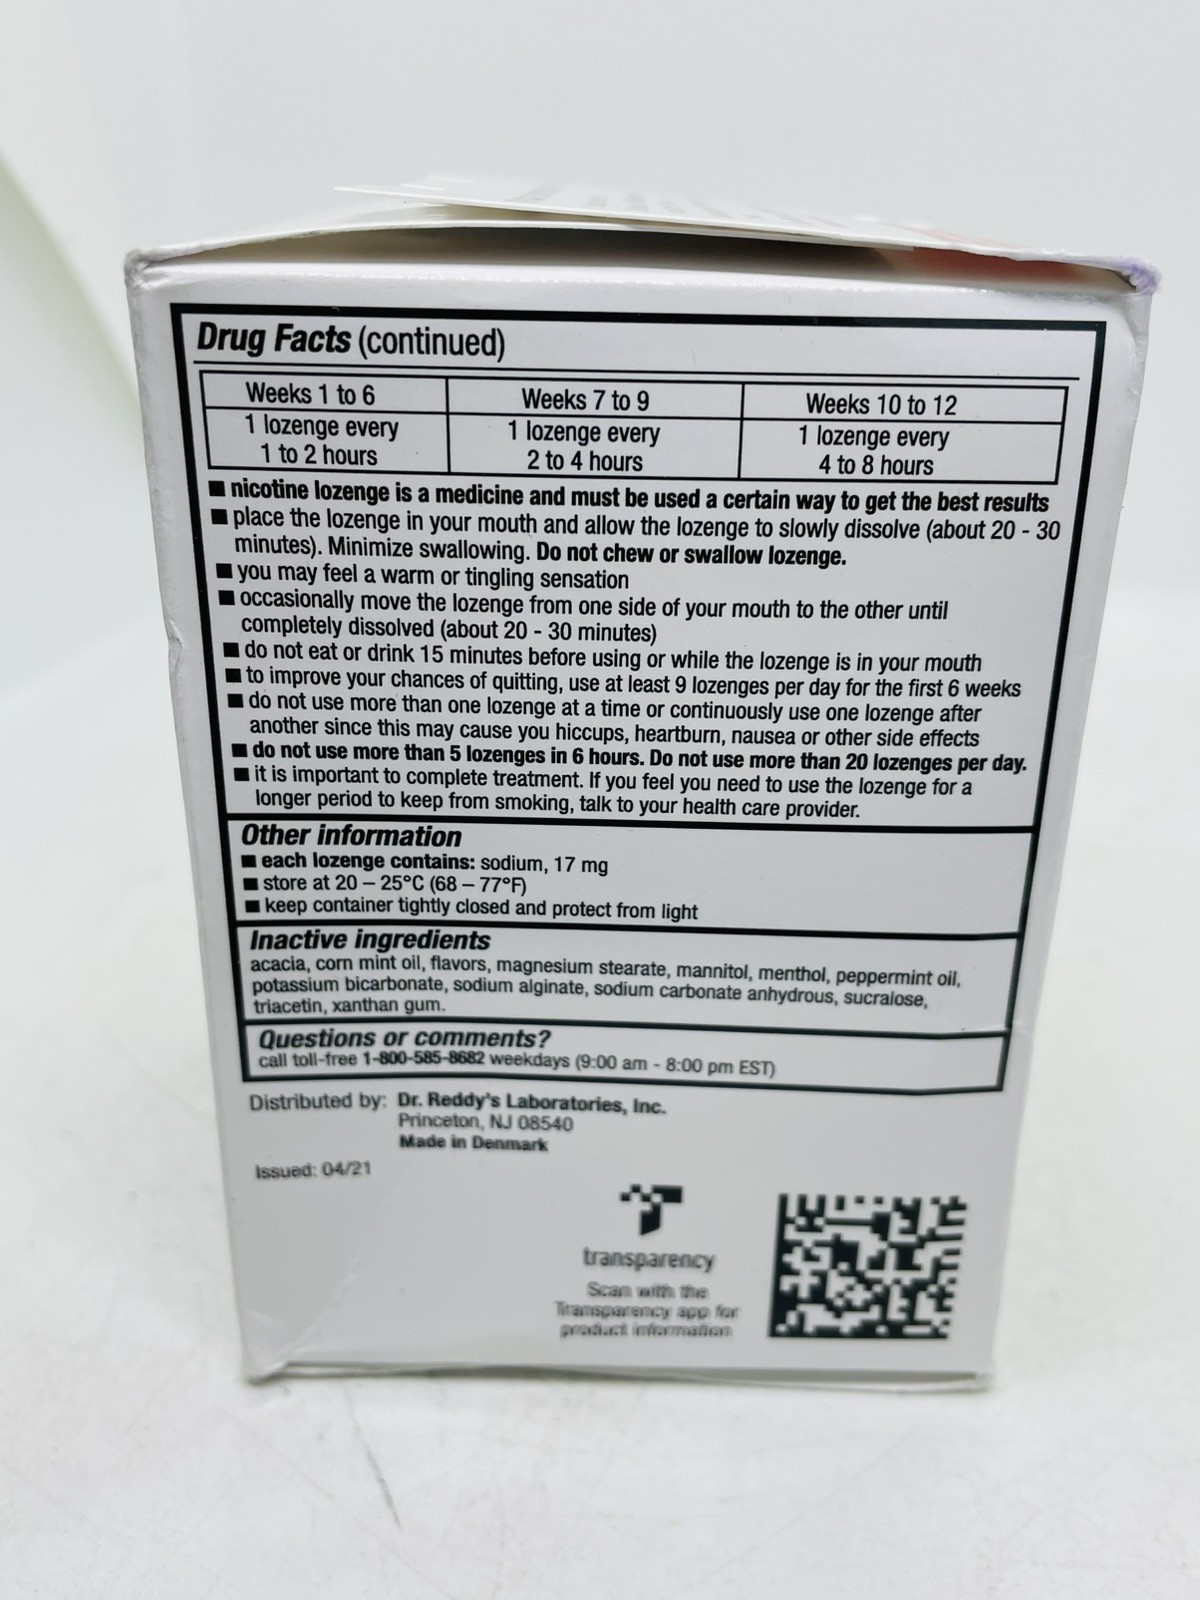 Drug Facts (continued)
Weeks 1 to 6
Weeks 7 to 9
Weeks 10 to 12
1 lozenge every
1 to 2 hours
1 lozenge every
2 to 4 hours
1 lozenge every
4 to 8 hours
■ nicotine lozenge is a medicine and must be used a certain way to get the best results
■ place the lozenge in your mouth and allow the lozenge to slowly dissolve (about 20 - 30
minutes). Minimize swallowing. Do not chew or swallow lozenge.
■ you may feel a warm or tingling sensation
■ occasionally move the lozenge from one side of your mouth to the other until
completely dissolved (about 20 - 30 minutes)
■ do not eat or drink 15 minutes before using or while the lozenge is in your mouth
■ to improve your chances of quitting, use at least 9 lozenges per day for the first 6 weeks
■ do not use more than one lozenge at a time or continuously use one lozenge after
another since this may cause you hiccups, heartburn, nausea or other side effects
■ do not use more than 5 lozenges in 6 hours. Do not use more than 20 lozenges per day.
■ it is important to complete treatment. If you feel you need to use the lozenge for a
longer period to keep from smoking, talk to your health care provider.
Other information
■ each lozenge contains: sodium, 17 mg
■ store at 20 – 25°C (68 – 77°F)
■ keep container tightly closed and protect from light
Inactive ingredients
acacia, corn mint oil, flavors, magnesium stearate, mannitol, menthol, peppermint oil,
potassium bicarbonate, sodium alginate, sodium carbonate anhydrous, sucralose,
triacetin, xanthan gum.
Questions or comments?
call toll-free 1-800-585-8682 weekdays (9:00 am - 8:00 pm EST)
Distributed by: Dr. Reddy's Laboratories, Inc.
Princeton, NJ 08540
Made in Denmark
Issued: 04/21
transparency
Scan with the
Transparency app for
product information